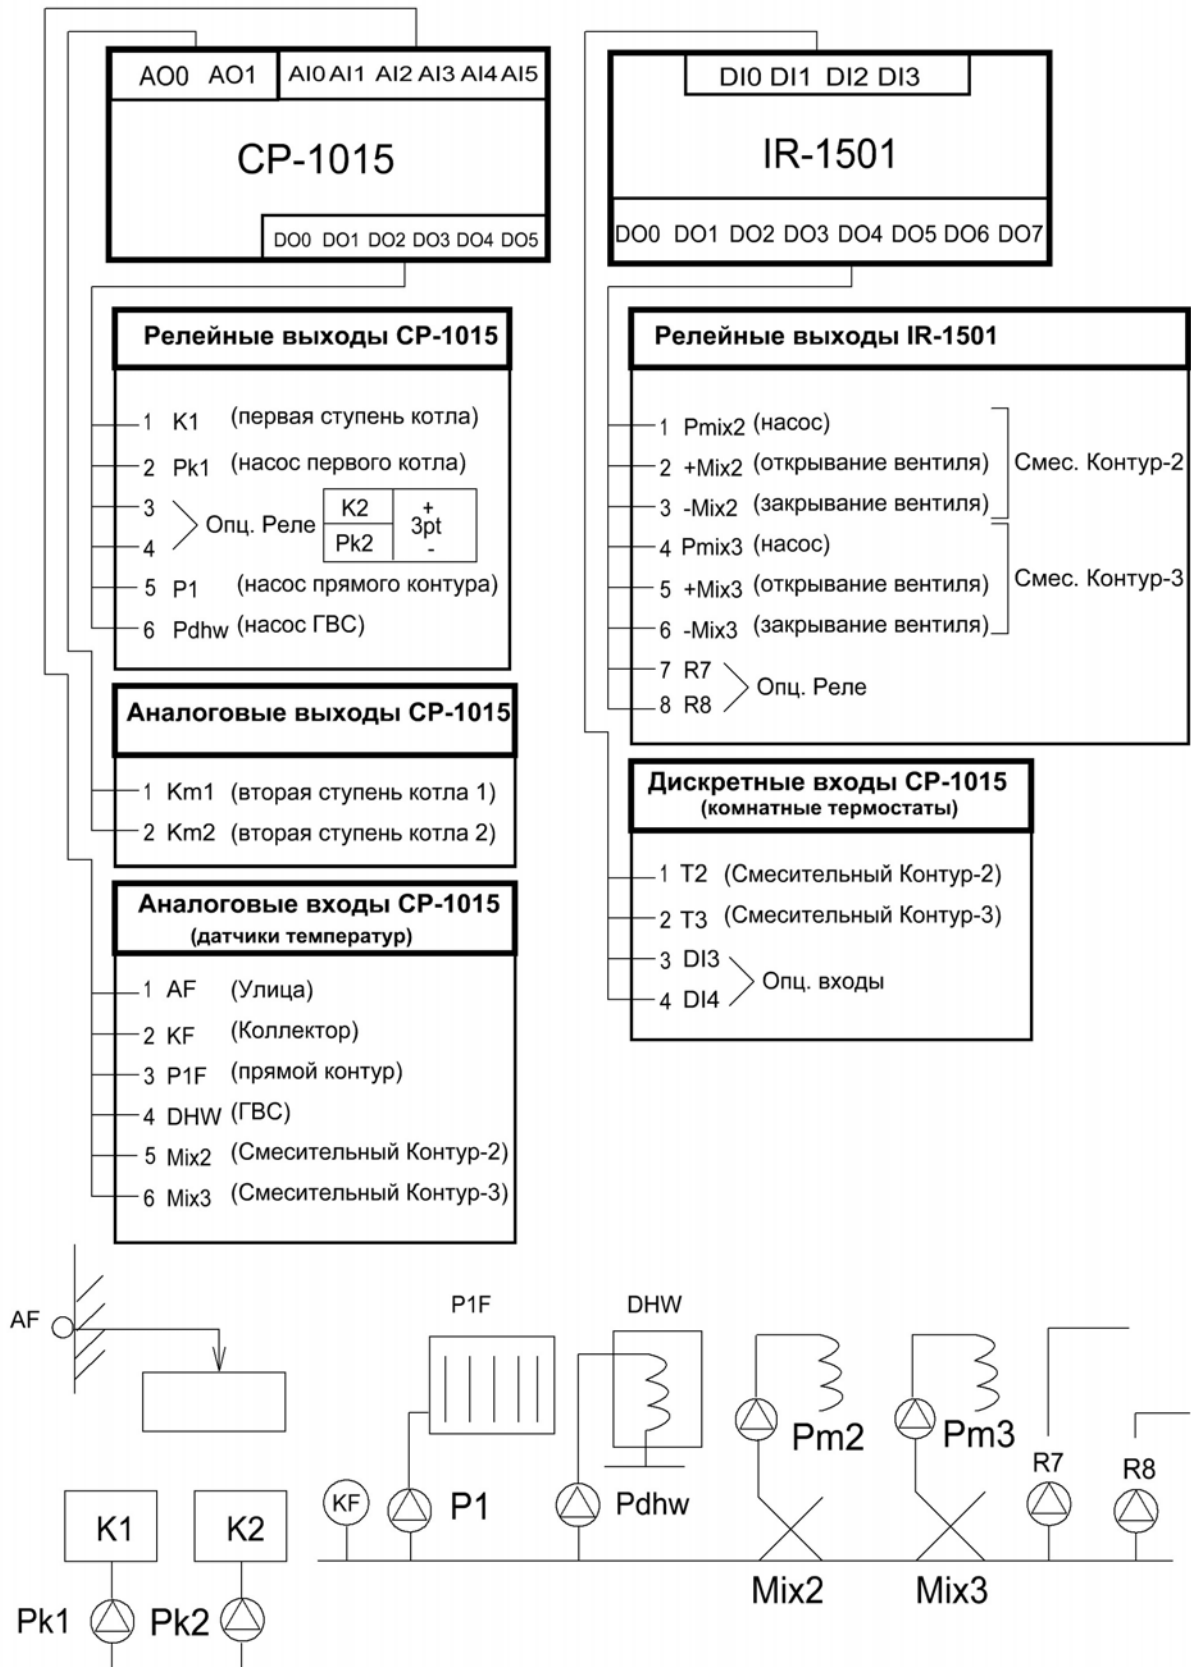 AO0 AO1 AI0 AI1 AI2 AI3 AI4 AI5
CP-1015
DO0 DO1 DO2 DO3 DO4 DO5
DI0 DI1 DI2 DI3
IR-1501
DO0 DO1 DO2 DO3 DO4 DO5 DO6 DO7
Релейные выходы CP-1015
1 K1 (первая ступень котла)
2 Pk1 (насос первого котла)
3
4
Опц. Реле
K2
Pk2
+
3pt
-
5 P1 (насос прямого контура)
6 Pdhw (насос ГВС)
Аналоговые выходы CP-1015
1 Km1 (вторая ступень котла 1)
2 Km2 (вторая ступень котла 2)
Аналоговые входы CP-1015
(датчики температур)
1 AF (Улица)
2 KF (Коллектор)
3 P1F (прямой контур)
4 DHW (ГВС)
5 Mix2 (Смесительный Контур-2)
6 Mix3 (Смесительный Контур-3)
Релейные выходы IR-1501
1 Pmix2 (насос)
2 +Mix2 (открывание вентиля)
3 -Mix2 (закрывание вентиля)
Смес. Контур-2
4 Pmix3 (насос)
5 +Mix3 (открывание вентиля)
6 -Mix3 (закрывание вентиля)
Смес. Контур-3
7 R7
8 R8
Опц. Реле
Дискретные входы CP-1015
(комнатные термостаты)
1 T2 (Смесительный Контур-2)
2 T3 (Смесительный Контур-3)
3 DI3
4 DI4
Опц. входы
AF
P1F
DHW
Pm2
Pm3
R7
R8
KF
P1
Pdhw
K1
K2
Mix2
Mix3
Pk1
Pk2